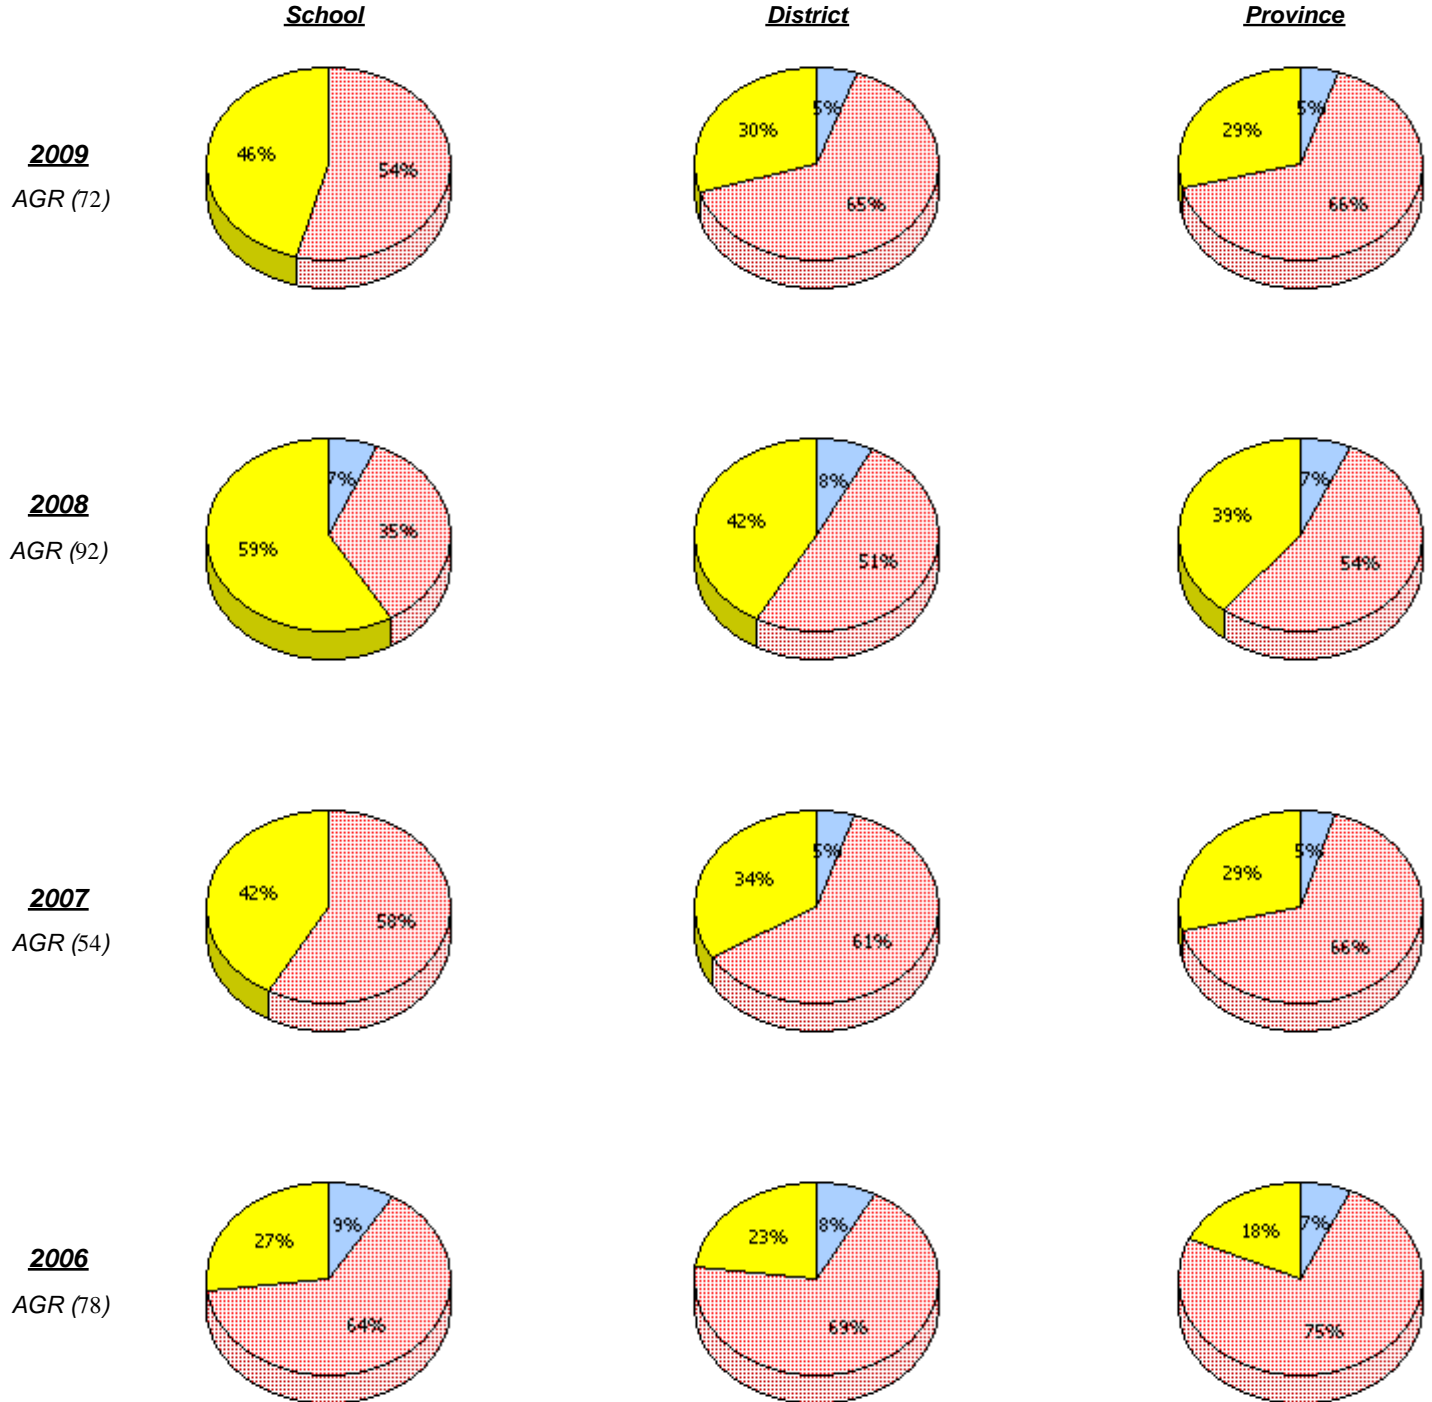 School District Province
46% 54% 30% 5% 65% 29% 5% 66%
2009
AGR (72)
59% 7% 35% 42% 8% 51% 39% 7% 54%
2008
AGR (92)
42% 58% 34% 5% 61% 29% 5% 66%
2007
AGR (54)
27% 9% 64% 23% 8% 69% 18% 7% 75%
2006
AGR (78)